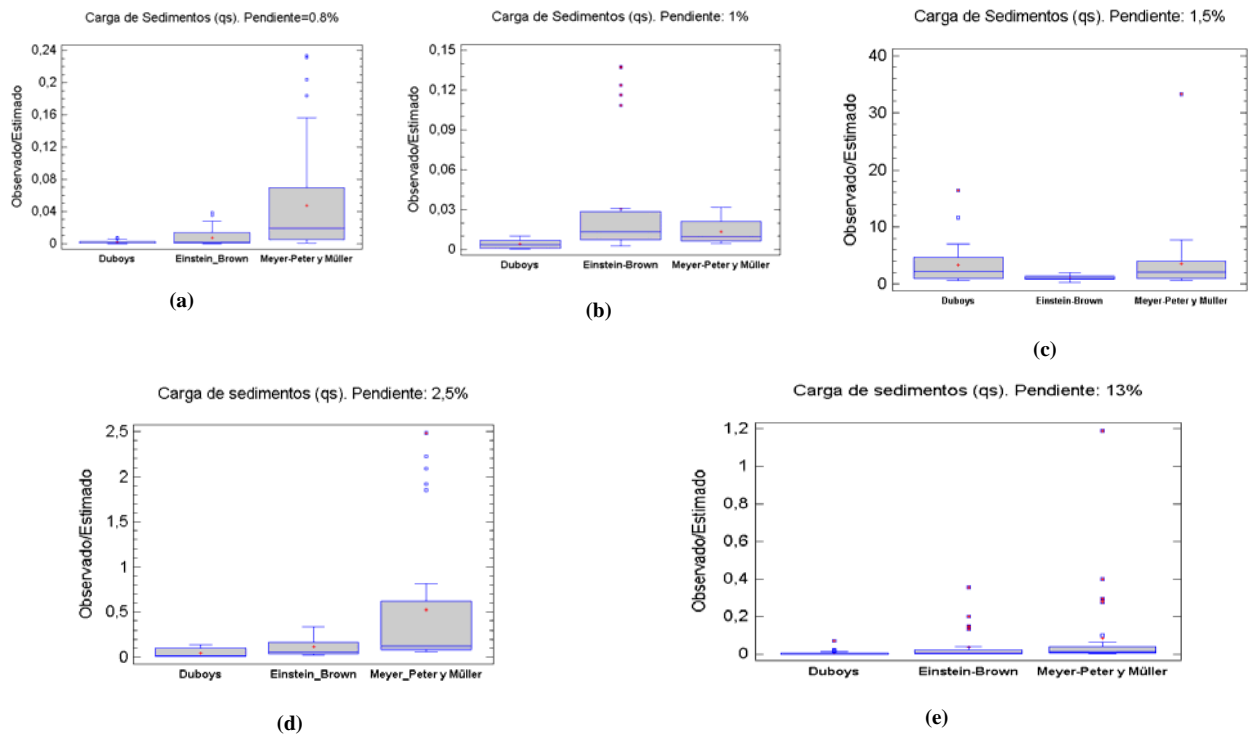 Carga de Sedimentos (qs). Pendiente=0.8%
Observado/Estimado
0,24
0,2
0,16
0,12
0,08
0,04
0
Duboys Einstein_Brown Meyer-Peter y Müller
(a)
Carga de Sedimentos (qs). Pendiente: 1%
Observado/Estimado
0,15
0,12
0,09
0,06
0,03
0
Duboys Einstein-Brown Meyer-Peter y Müller
(b)
Carga de Sedimentos (qs). Pendiente: 1,5%
Observado/Estimado
40
30
20
10
0
Duboys Einstein-Brown Meyer-Peter y Muller
(c)
Carga de sedimentos (qs). Pendiente: 2,5%
Observado/Estimado
2,5
2
1,5
1
0,5
0
Duboys Einstein_Brown Meyer_Peter y Müller
(d)
Carga de sedimentos (qs). Pendiente: 13%
Observado/Estimado
1,2
1
0,8
0,6
0,4
0,2
0
Duboys Einstein-Brown Meyer-Peter y Müller
(e)